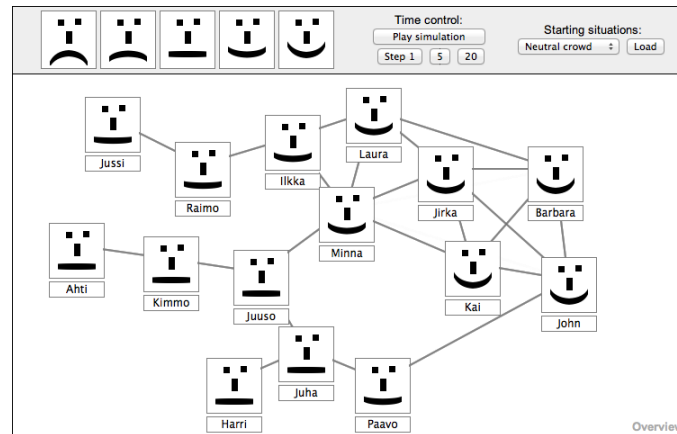 Time control:
Play simulation
Step 1
5
20
Starting situations:
Neutral crowd
Load
Jussi
Raimo
Ilkka
Laura
Jirka
Barbara
Minna
Ahti
Kimmo
Juuso
Kai
John
Juha
Harri
Paavo
Overview